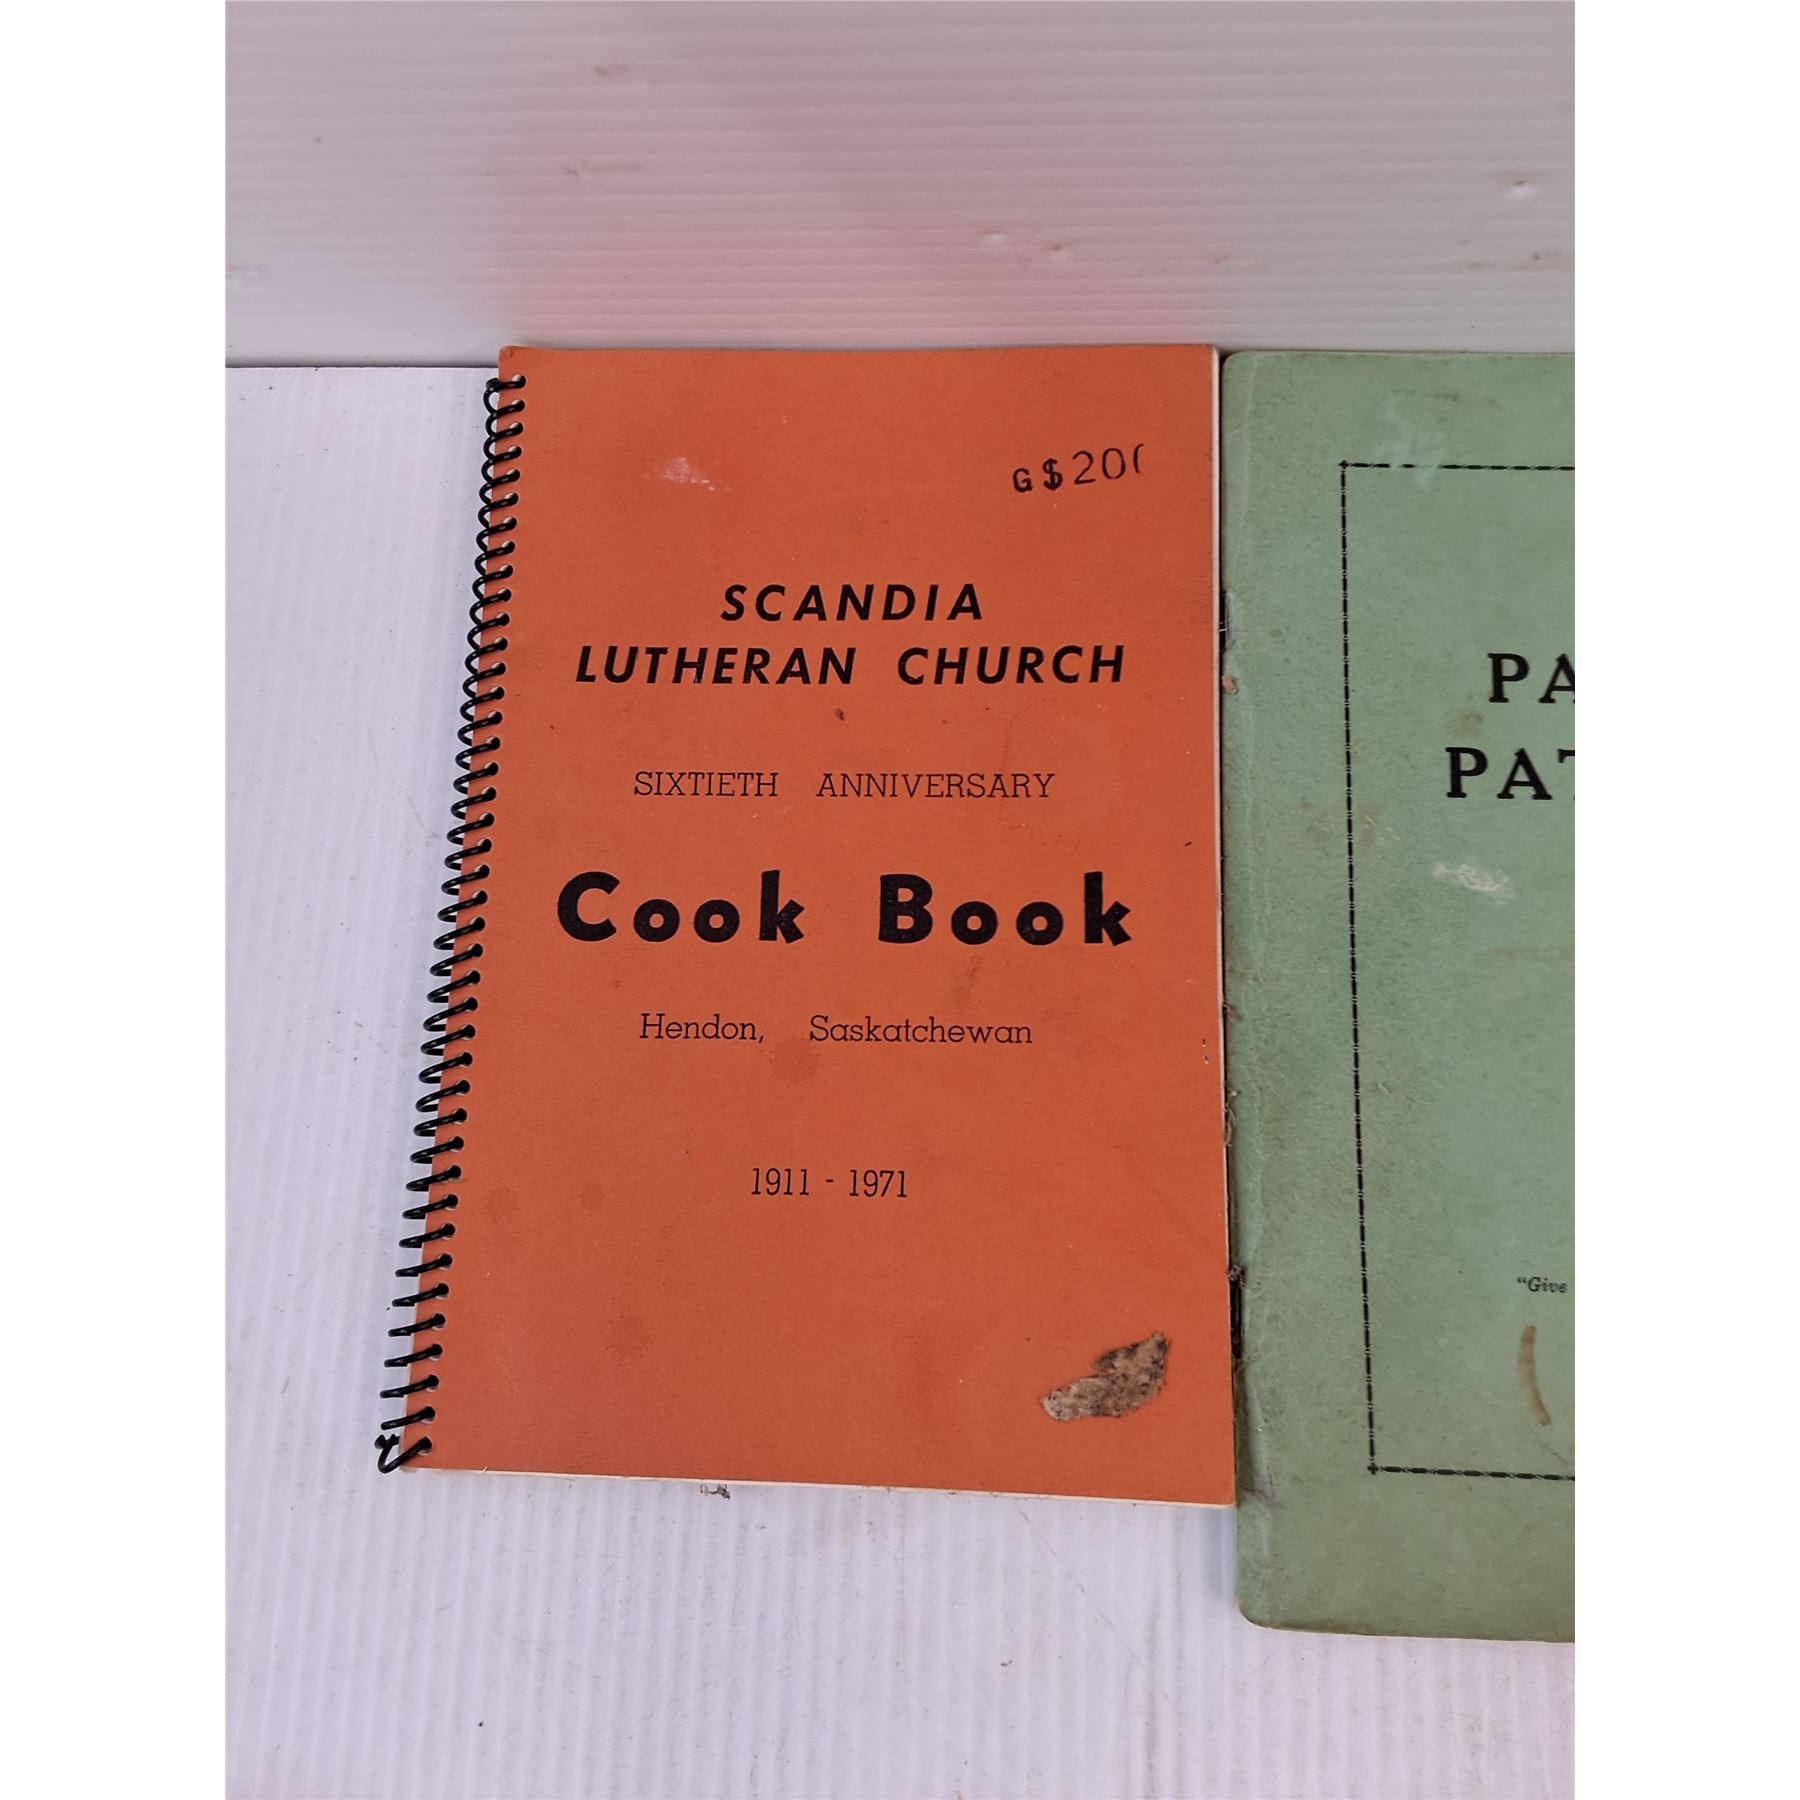 G$20
SCANDIA
LUTHERAN CHURCH
SIXTIETH ANNIVERSARY
Cook Book
Hendon, Saskatchewan
1911 - 1971
PA
PAT
"Give